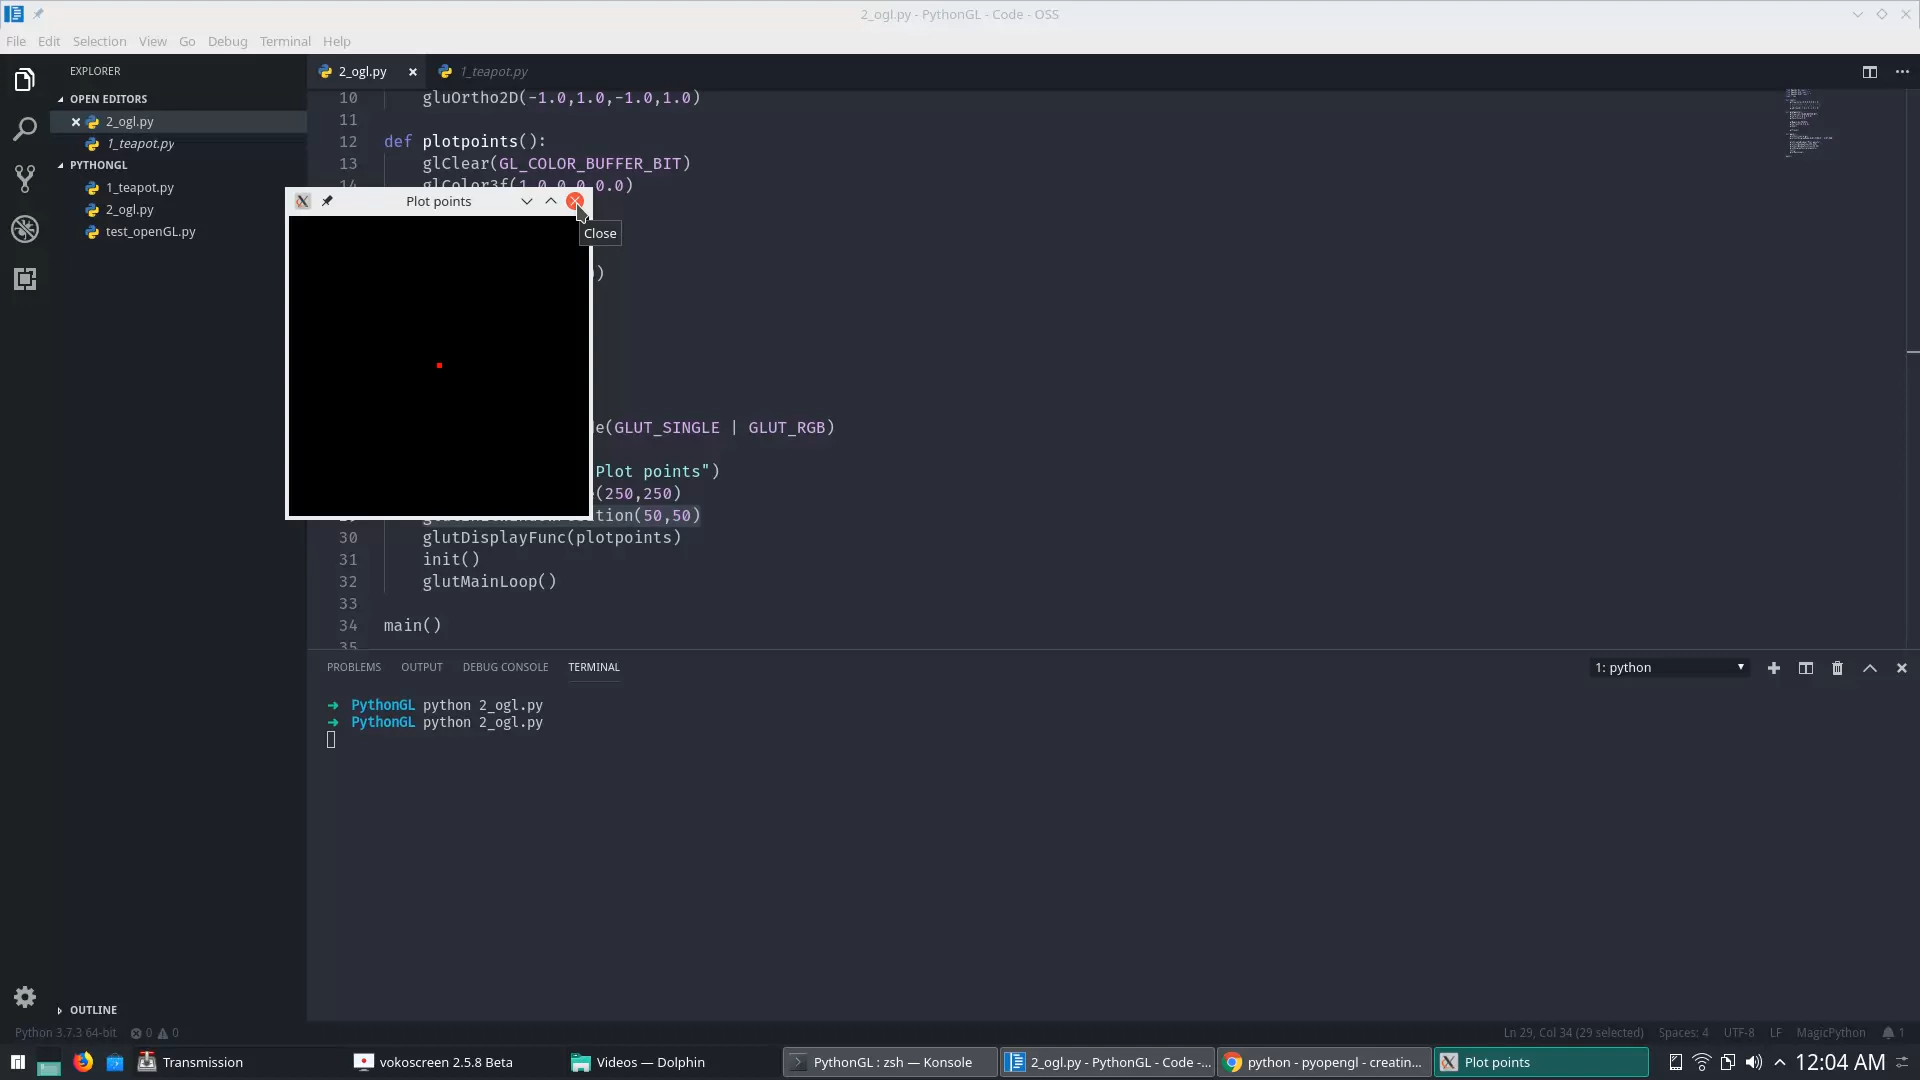 2_ogl.py - PythonGL - Code - OSS
File Edit Selection View Go Debug Terminal Help
EXPLORER
OPEN EDITORS
2_ogl.py
1_teapot.py
PYTHONGL
1_teapot.py
2_ogl.py
test_openGL.py
OUTLINE
2_ogl.py
1_teapot.py
10 gluOrtho2D(-1.0,1.0,-1.0,1.0)
11
12 def plotpoints():
13 glClear(GL_COLOR_BUFFER_BIT)
14 glColor3f(1.0,0.0,0.0)
Plot points
Close
)
e(GLUT_SINGLE | GLUT_RGB)
Plot points")
(250,250)
tion(50,50)
30 glutDisplayFunc(plotpoints)
31 init()
32 glutMainLoop()
33
34 main()
35
PROBLEMS OUTPUT DEBUG CONSOLE TERMINAL
1: python
➜ PythonGL python 2_ogl.py
➜ PythonGL python 2_ogl.py
Python 3.7.3 64-bit 0 0
Ln 29, Col 34 (29 selected) Spaces: 4 UTF-8 LF MagicPython 1
Transmission
vokoscreen 2.5.8 Beta
Videos — Dolphin
PythonGL : zsh — Konsole
2_ogl.py - PythonGL - Code -...
python - pyopengl - creatin...
Plot points
12:04 AM